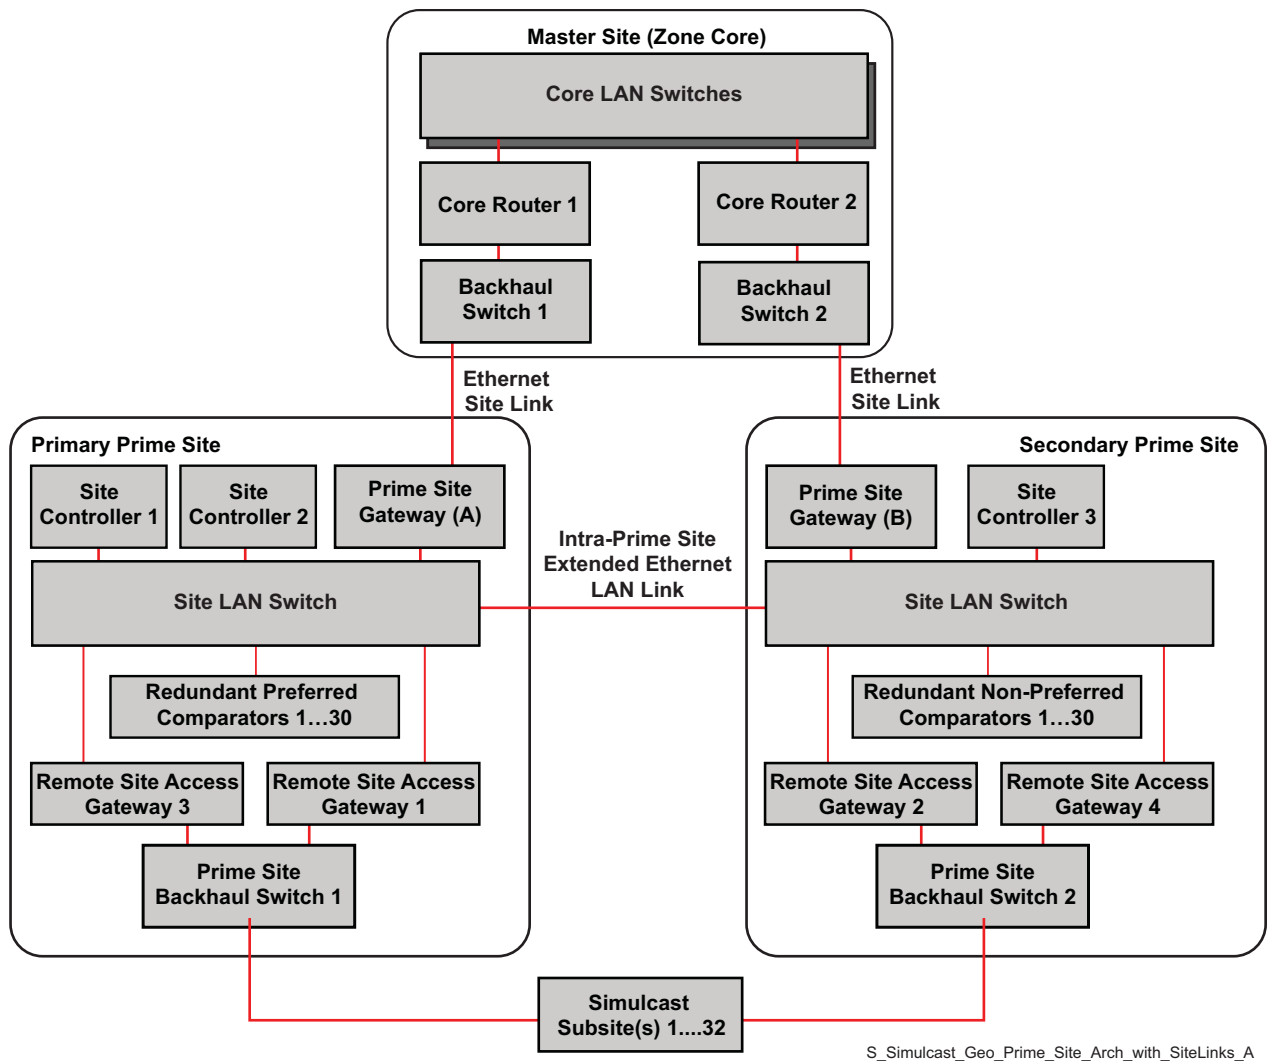 Master Site (Zone Core)
Core LAN Switches
Core Router 1
Core Router 2
Backhaul
Switch 1
Backhaul
Switch 2
Ethernet
Site Link
Ethernet
Site Link
Primary Prime Site
Site
Controller 1
Site
Controller 2
Prime Site
Gateway (A)
Site LAN Switch
Redundant Preferred
Comparators 1...30
Remote Site Access
Gateway 3
Remote Site Access
Gateway 1
Prime Site
Backhaul Switch 1
Intra-Prime Site
Extended Ethernet
LAN Link
Secondary Prime Site
Prime Site
Gateway (B)
Site
Controller 3
Site LAN Switch
Redundant Non-Preferred
Comparators 1...30
Remote Site Access
Gateway 2
Remote Site Access
Gateway 4
Prime Site
Backhaul Switch 2
Simulcast
Subsite(s) 1....32
S_Simulcast_Geo_Prime_Site_Arch_with_SiteLinks_A